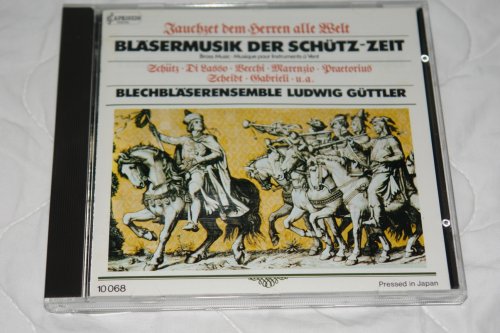 CAPRICCIO
Jauchzet dem Herren alle Welt
BLÄSERMUSIK DER SCHÜTZ-ZEIT
Brass Music · Musique pour Instruments à Vent
Schütz · Di Lasso · Vecchi · Marenzio · Praetorius
Scheidt · Gabrieli · u.a.
BLECHBLÄSERENSEMBLE LUDWIG GÜTTLER
10 068
Pressed in Japan